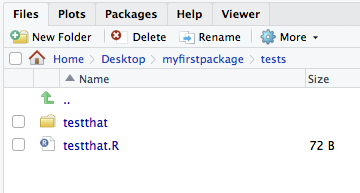 Files Plots Packages Help Viewer
New Folder Delete Rename More
Home Desktop myfirstpackage tests
Name Size
..
testthat
testthat.R 72 B